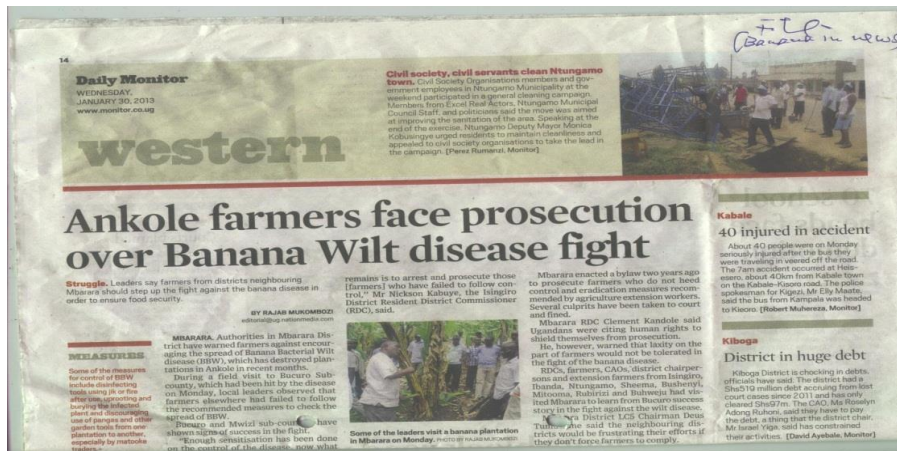 (Banana in news
14
Daily Monitor
WEDNESDAY,
JANUARY 30, 2013
www.monitor.co.ug
western
Civil society, civil servants clean Ntungamo
town. Civil Society Organisations members and gov-
ernment employees in Ntungamo Municipality at the
weekend participated in a general cleaning campaign.
Members from Excel Real Actors, Ntungamo Municipal
Council Staff, and politicians said the move was aimed
at improving the sanitation of the area. Speaking at the
end of the exercise, Ntungamo Deputy Mayor Monica
Kobusingye urged residents to maintain cleanliness and
appealed to civil society organisations to take the lead in
the campaign. [Perez Rumanzi, Monitor]
Ankole farmers face prosecution
over Banana Wilt disease fight
Struggle. Leaders say farmers from districts neighbouring
Mbarara should step up the fight against the banana disease in
order to ensure food security.
BY RAJAB MUKOMBOZI
editorial@ug.nationmedia.com
MEASURES
Some of the measures
for control of BBW
include disinfecting
tools using jik or fire
after use, uprooting and
burying the infected
plant and discouraging
use of pangas and other
garden tools from one
plantation to another,
especially by matooke
traders.
MBARARA. Authorities in Mbarara Dis-
trict have warned farmers against encour-
aging the spread of Banana Bacterial Wilt
disease (BBW), which has destroyed plan-
tations in Ankole in recent months.
During a field visit to Bucuro Sub-
county, which had been hit by the disease
on Monday, local leaders observed that
farmers elsewhere had failed to follow
the recommended measures to check the
spread of BBW.
Bucuro and Mwizi sub-cou have
shown signs of success in the fight.
"Enough sensitisation has been done
on the control of the disease, now what
remains is to arrest and prosecute those
[farmers] who have failed to follow con-
trol," Mr Nickson Kabuye, the Isingiro
District Resident District Commissioner
(RDC), said.
Some of the leaders visit a banana plantation
in Mbarara on Monday. PHOTO BY RAJAB MUKOMBOZI
Mbarara enacted a bylaw two years ago
to prosecute farmers who do not heed
control and eradication measures recom-
mended by agriculture extension workers.
Several culprits have been taken to court
and fined.
Mbarara RDC Clement Kandole said
Ugandans were citing human rights to
shield themselves from prosecution.
He, however, warned that laxity on the
part of farmers would not be tolerated in
the fight of the banana disease.
RDCs, farmers, CAOs, district chairper-
sons and extension farmers from Isingiro,
Ibanda, Ntungamo, Sheema, Bushenyi,
Mitooma, Rubirizi and Buhweju had vis-
ited Mbarara to learn from Bucuro success
story in the fight against the wilt disease.
District LC5 Chairman Deus
said the neighbouring dis-
tricts would be frustrating their efforts if
they don't force farmers to comply.
Kabale
40 injured in accident
About 40 people were on Monday
seriously injured after the bus they
were traveling in veered off the road.
The 7am accident occurred at Heis-
esero, about 40km from Kabale town
on the Kabale-Kisoro road. The police
spokesman for Kigezi, Mr Elly Maate,
said the bus from Kampala was headed
to Kisoro. [Robert Muhereza, Monitor]
Kiboga
District in huge debt
Kiboga District is chocking in debts,
officials have said. The district had a
Shs519 million debt accruing from lost
court cases since 2011 and has only
cleared Shs97m. The CAO, Ms Roselyn
Adong Ruhoni, said they have to pay
the debt, a thing that the district chair,
Mr Israel Yiga, said has constrained
their activities. [David Ayebale, Monitor]